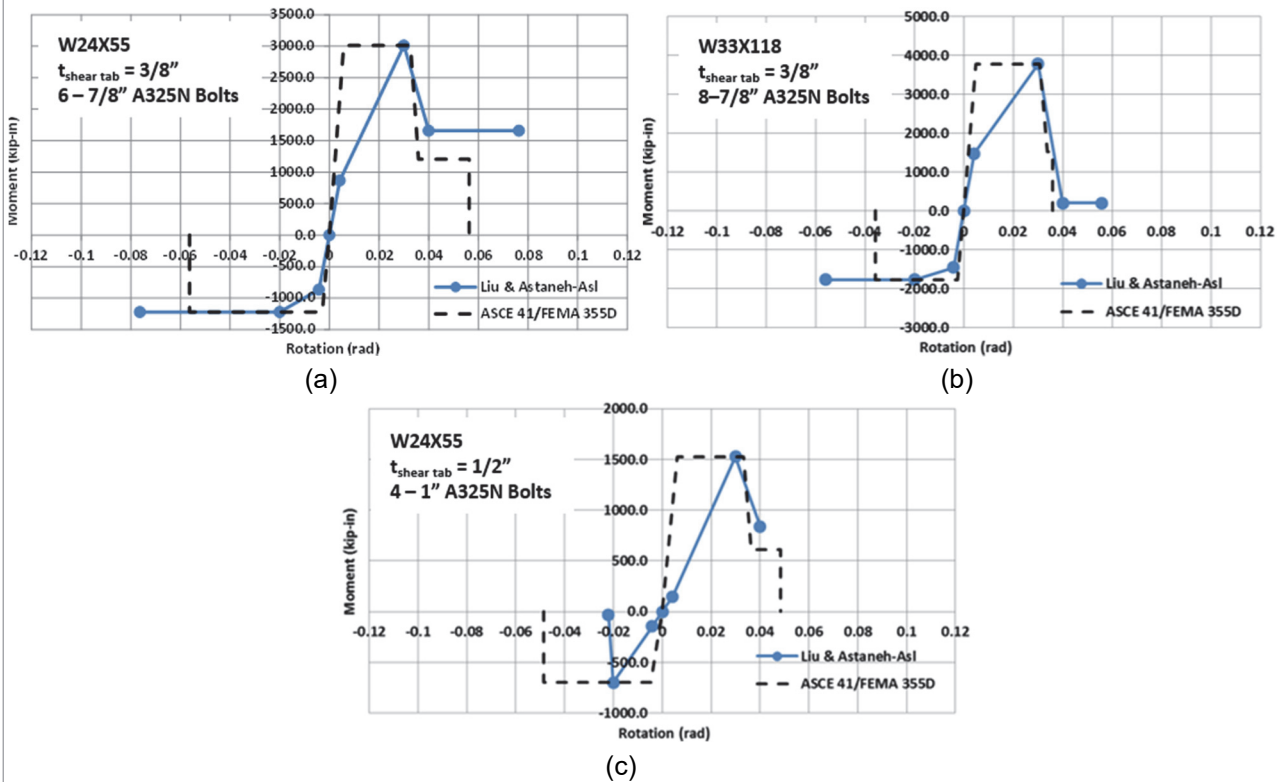 W24X55
t shear tab = 3/8”
6 – 7/8” A325N Bolts
3500.0
3000.0
2500.0
2000.0
1500.0
1000.0
500.0
0.0
-500.0
-1000.0
-1500.0
-0.12 -0.1 -0.08 -0.06 -0.04 -0.02 0 0.02 0.04 0.06 0.08 0.1 0.12
Moment (kip-in)
Rotation (rad)
Liu & Astaneh-Asl
ASCE 41/FEMA 355D
(a)
W33X118
t shear tab = 3/8”
8–7/8” A325N Bolts
5000.0
4000.0
3000.0
2000.0
1000.0
0.0
-1000.0
-2000.0
-3000.0
-0.12 -0.1 -0.08 -0.06 -0.04 -0.02 0 0.02 0.04 0.06 0.08 0.1 0.12
Moment (kip-in)
Rotation (rad)
Liu & Astaneh-Asl
ASCE 41/FEMA 355D
(b)
W24X55
t shear tab = 1/2”
4 – 1” A325N Bolts
2000.0
1500.0
1000.0
500.0
0.0
-500.0
-1000.0
-0.12 -0.1 -0.08 -0.06 -0.04 -0.02 0 0.02 0.04 0.06 0.08 0.1 0.12
Moment (kip-in)
Rotation (rad)
Liu & Astaneh-Asl
ASCE 41/FEMA 355D
(c)